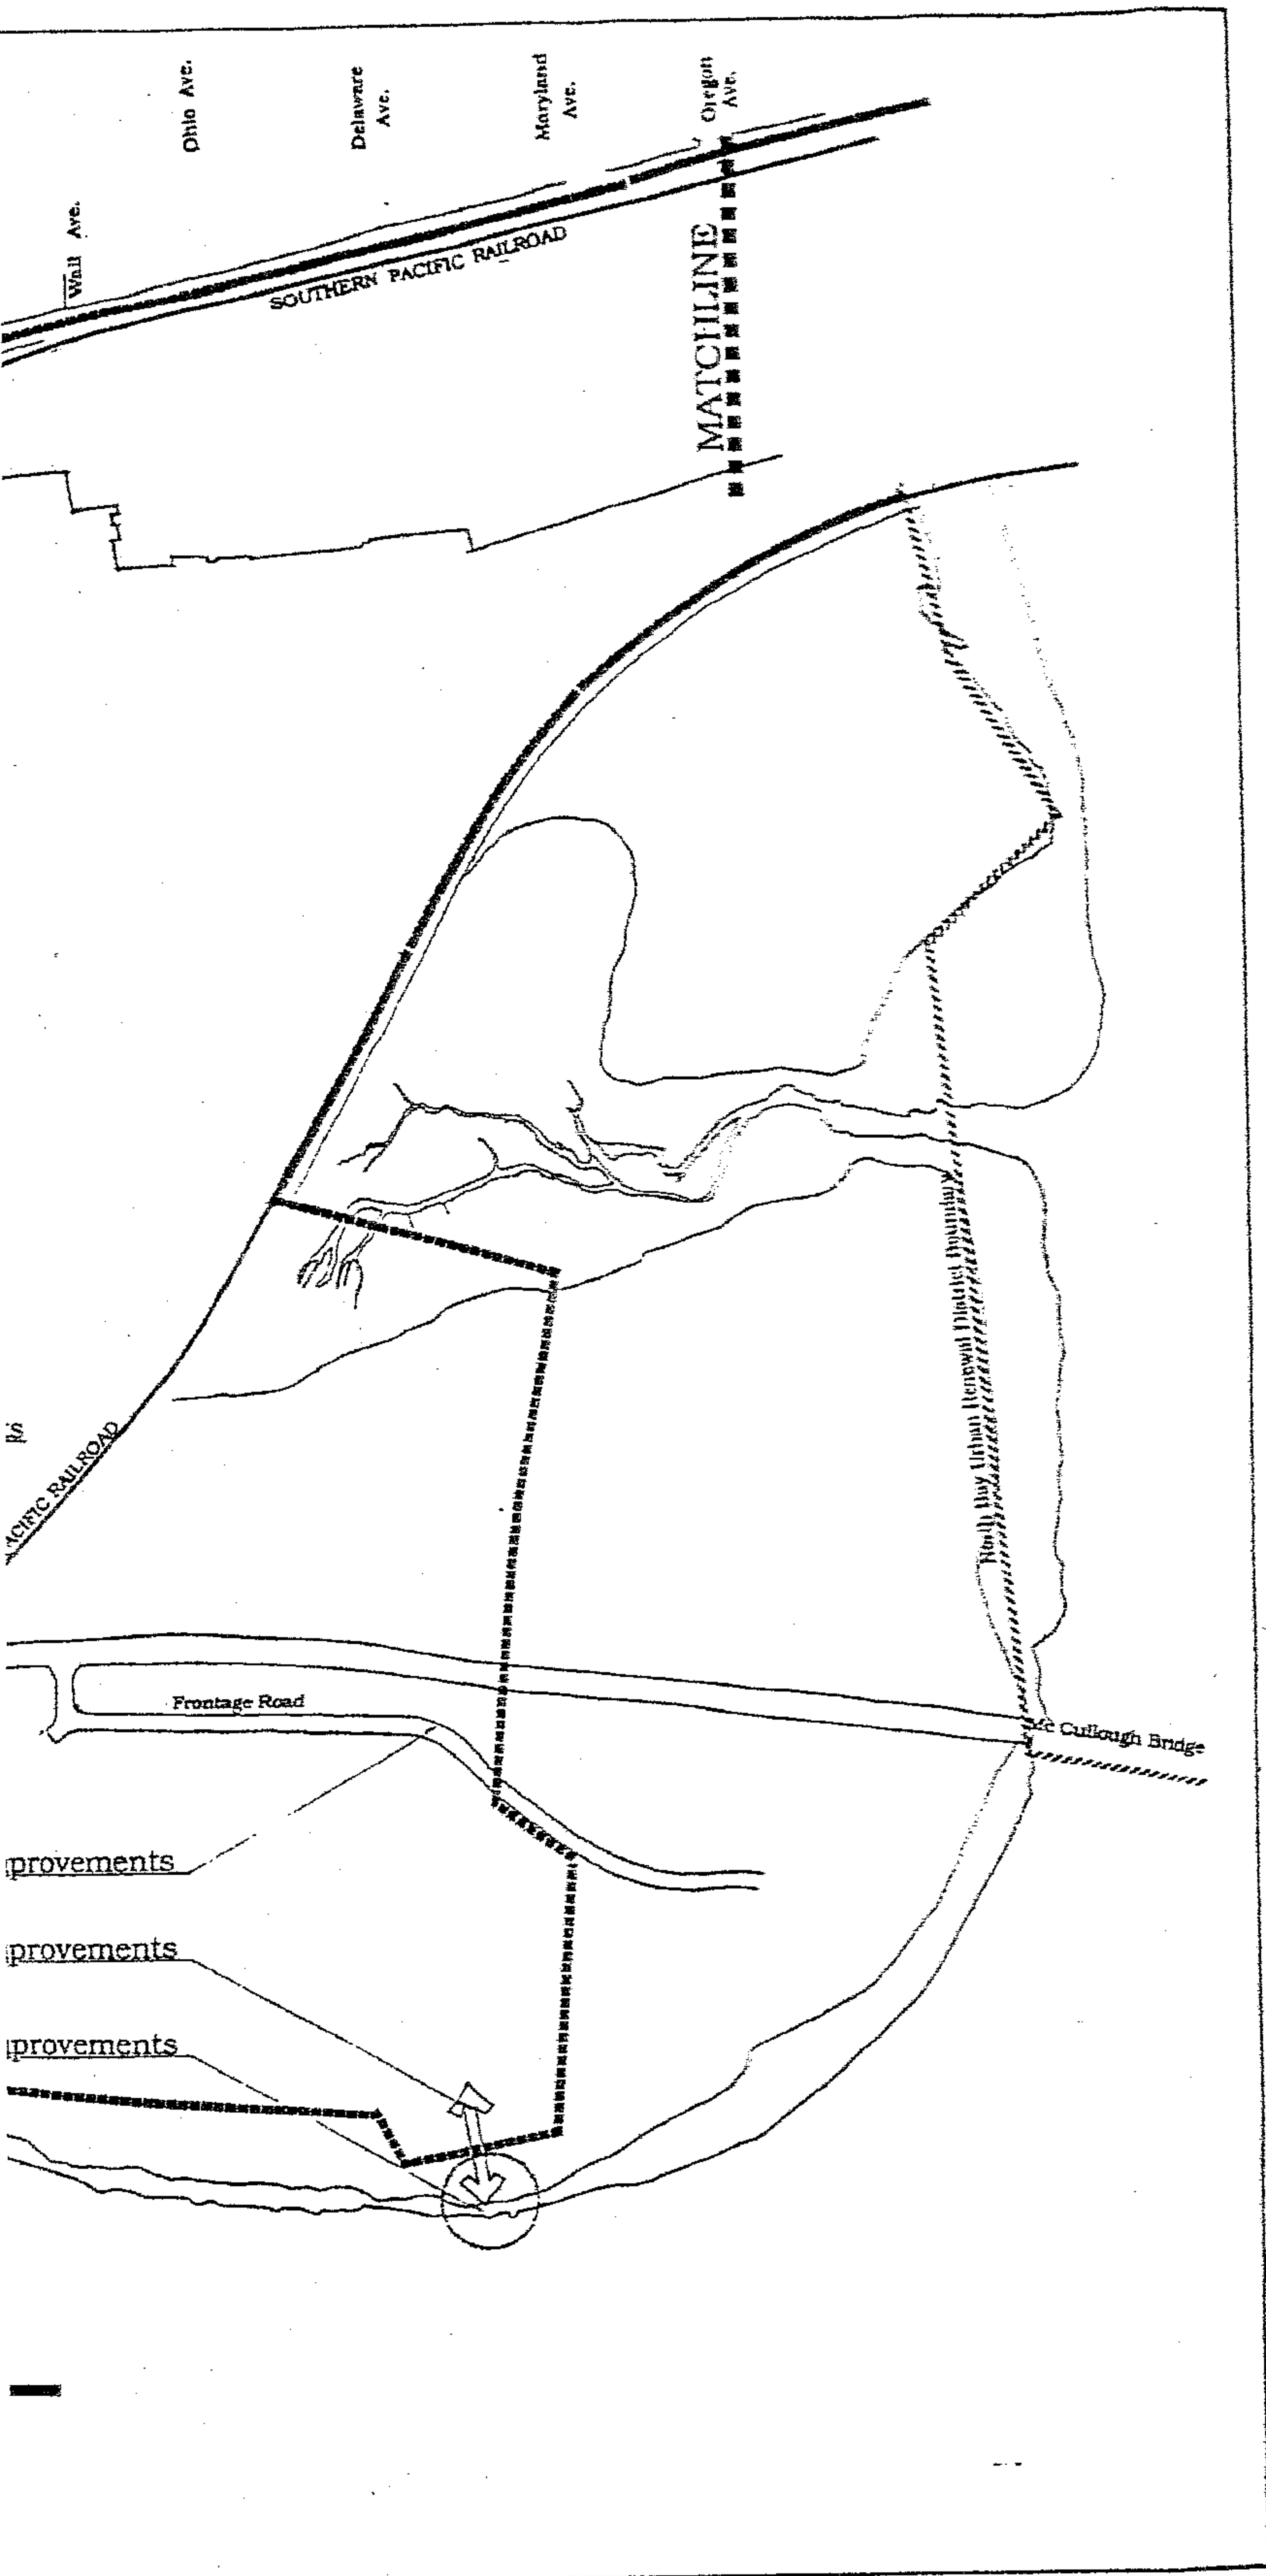 Ohio Ave.
Delaware
Ave.
Maryland
Ave.
Oregon
Ave.
Wall Ave.
SOUTHERN PACIFIC RAILROAD
MATCHLINE
ACIFIC RAILROAD
North Bay Urban Renewal District Boundary
Frontage Road
Cullough Bridge
provements
provements
provements